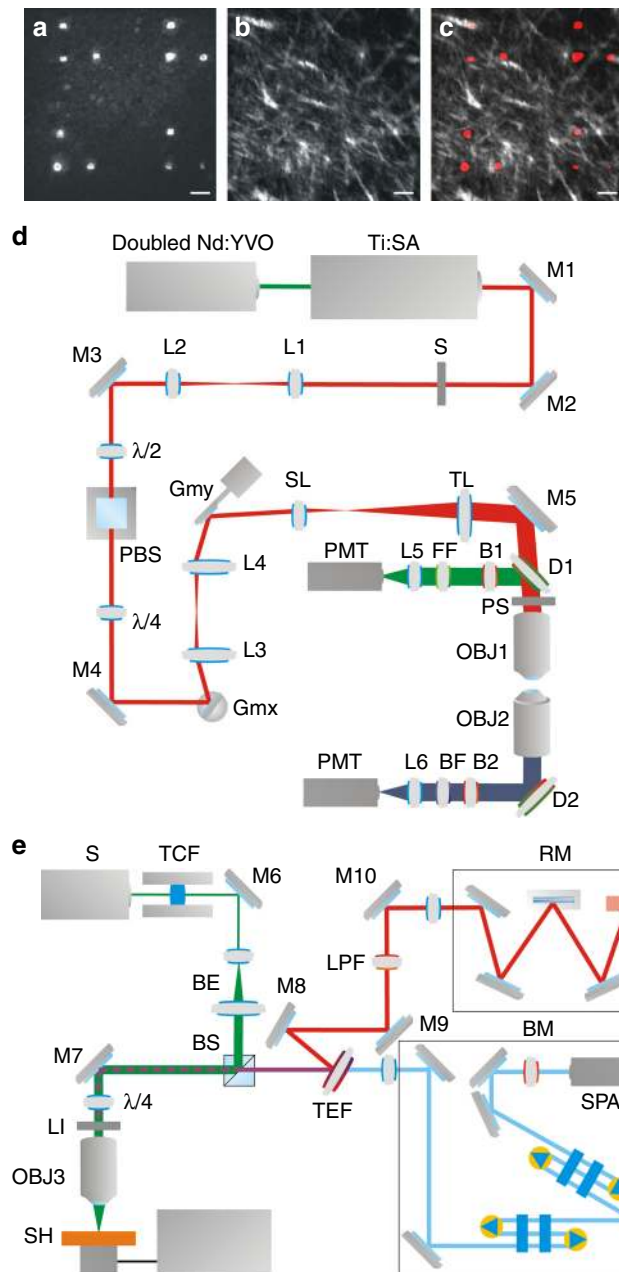 a
b
c
d
Doubled Nd:YVO
Ti:SA
M1
M3
L2
L1
S
M2
λ/2
Gmy
SL
TL
M5
PBS
PMT
L5
FF
B1
D1
L4
PS
λ/4
OBJ1
L3
M4
Gmx
OBJ2
PMT
L6
BF
B2
D2
e
S
TCF
M6
RM
M10
LPF
BE
M8
M9
BM
M7
BS
λ/4
TEF
SPA
LI
OBJ3
SH